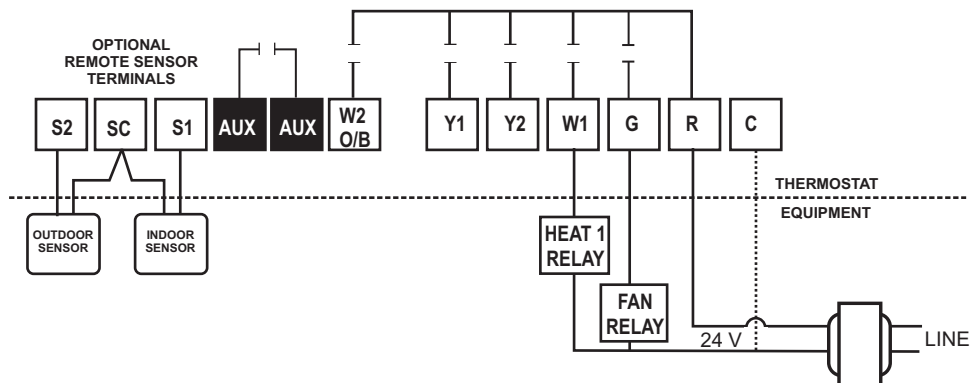 OPTIONAL
REMOTE SENSOR
TERMINALS
S2
SC
S1
AUX
AUX
W2
O/B
Y1
Y2
W1
G
R
C
THERMOSTAT
EQUIPMENT
OUTDOOR
SENSOR
INDOOR
SENSOR
HEAT 1
RELAY
FAN
RELAY
24 V
LINE